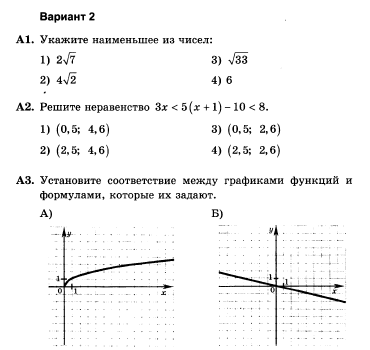 Вариант 2
А1. Укажите наименьшее из чисел:
1) 2√7 3) √33
2) 4√2 4) 6
А2. Решите неравенство 3x < 5(x + 1) – 10 < 8.
1) (0,5; 4,6) 3) (0,5; 2,6)
2) (2,5; 4,6) 4) (2,5; 2,6)
А3. Установите соответствие между графиками функций и
формулами, которые их задают.
А) Б)
y y
1 1
0 1 x 0 1 x